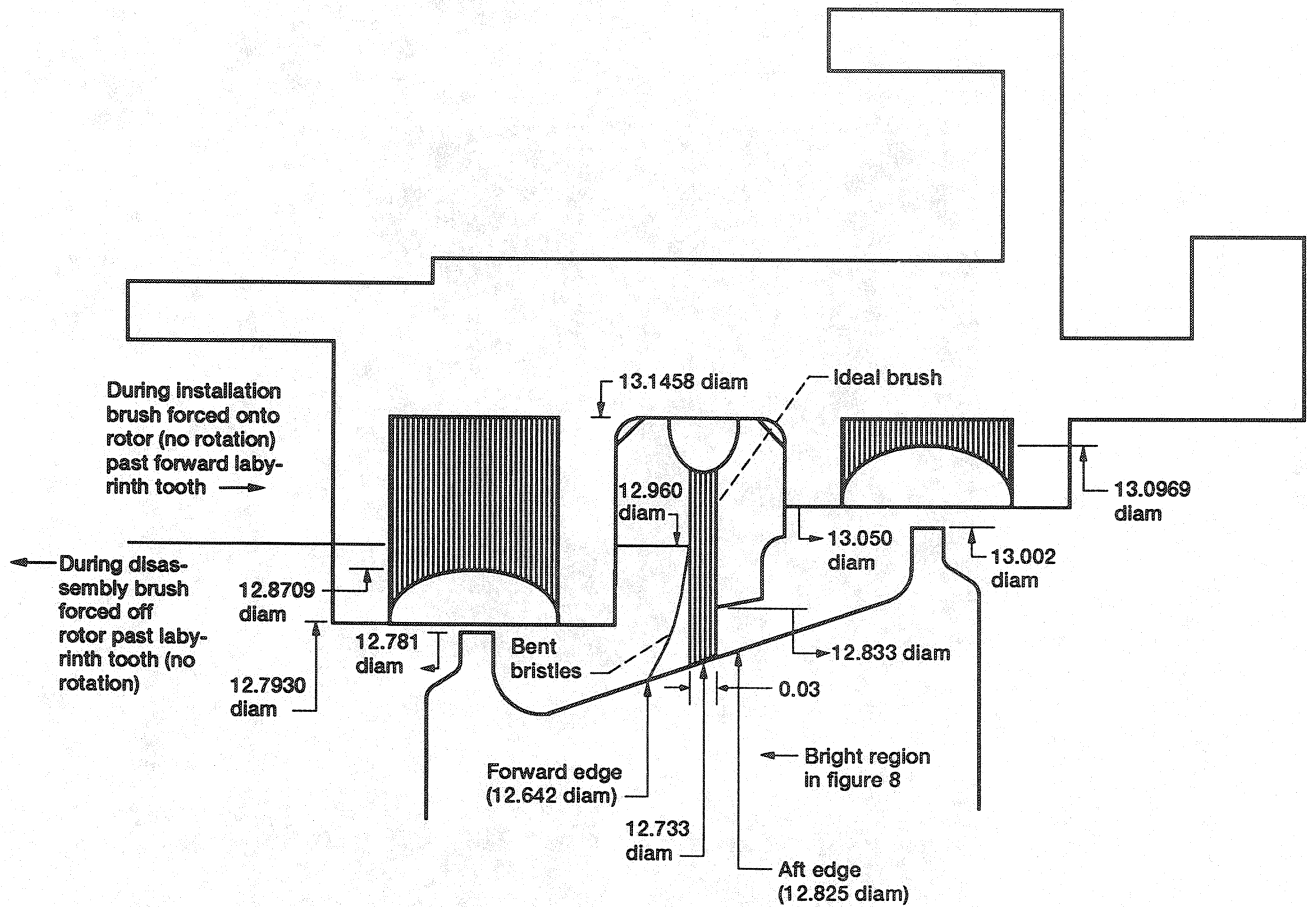 During installation
brush forced onto
rotor (no rotation)
past forward laby-
rinth tooth
During disas-
sembly brush
forced off
rotor past laby-
rinth tooth (no
rotation)
13.1458 diam
Ideal brush
12.960
diam
13.0969
diam
13.050
diam
13.002
diam
12.8709
diam
12.7930
diam
12.781
diam
Bent
bristles
12.833 diam
0.03
Forward edge
(12.642 diam)
Bright region
in figure 8
12.733
diam
Aft edge
(12.825 diam)